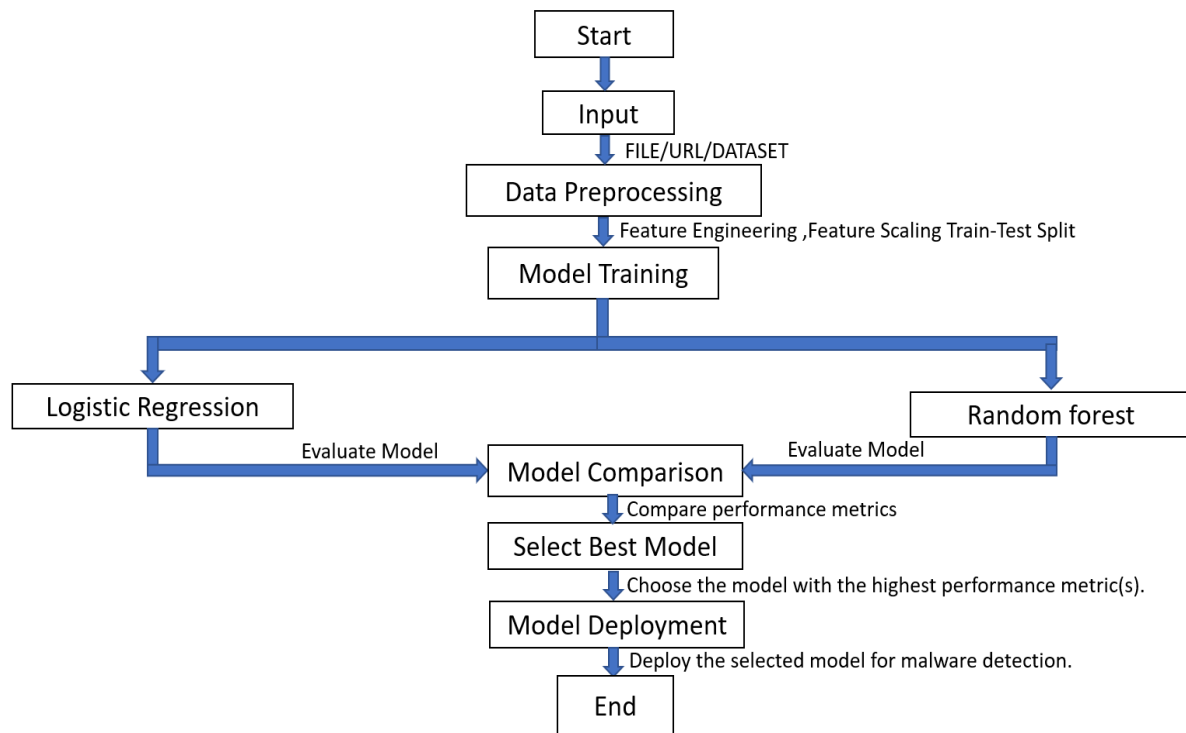 Start
Input
FILE/URL/DATASET
Data Preprocessing
Feature Engineering ,Feature Scaling Train-Test Split
Model Training
Logistic Regression
Random forest
Evaluate Model
Evaluate Model
Model Comparison
Compare performance metrics
Select Best Model
Choose the model with the highest performance metric(s).
Model Deployment
Deploy the selected model for malware detection.
End